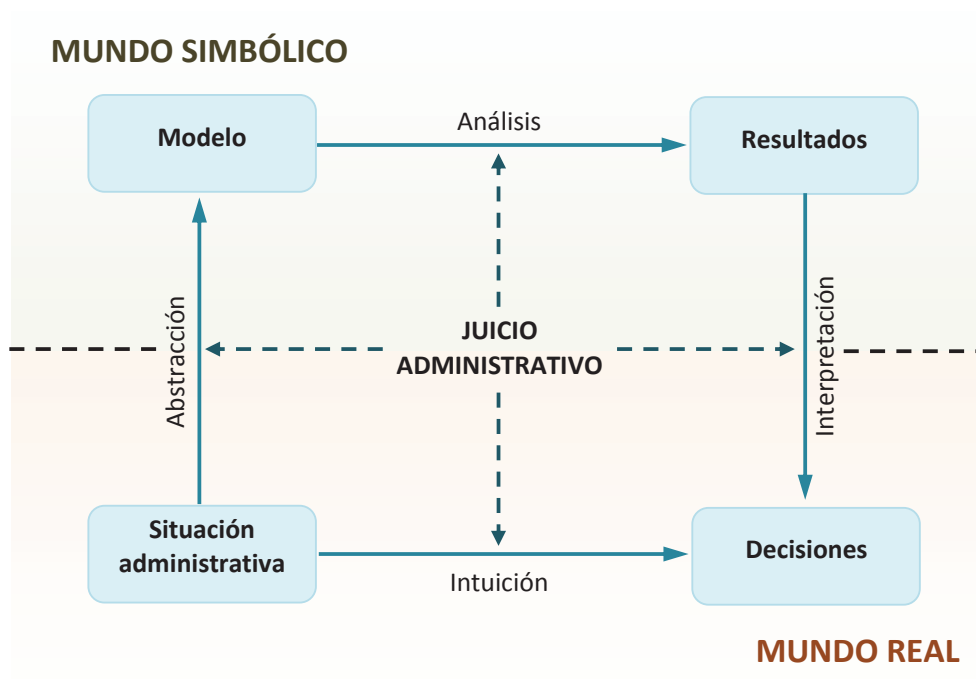 MUNDO SIMBÓLICO
Modelo
Análisis
Resultados
Abstracción
JUICIO
ADMINISTRATIVO
Interpretación
Situación
administrativa
Intuición
Decisiones
MUNDO REAL